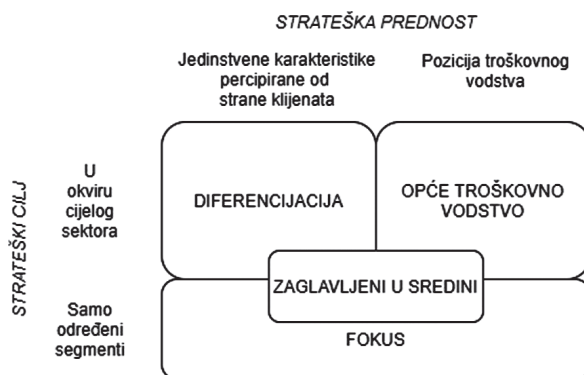 STRATEŠKA PREDNOST
Jedinstvene karakteristike
percipirane od
strane klijenata
Pozicija troškovnog
vodstva
STRATEŠKI CILJ
U
okviru
cijelog
sektora
DIFERENCIJACIJA
OPĆE TROŠKOVNO
VODSTVO
ZAGLAVLJENI U SREDINI
Samo
određeni
segmenti
FOKUS